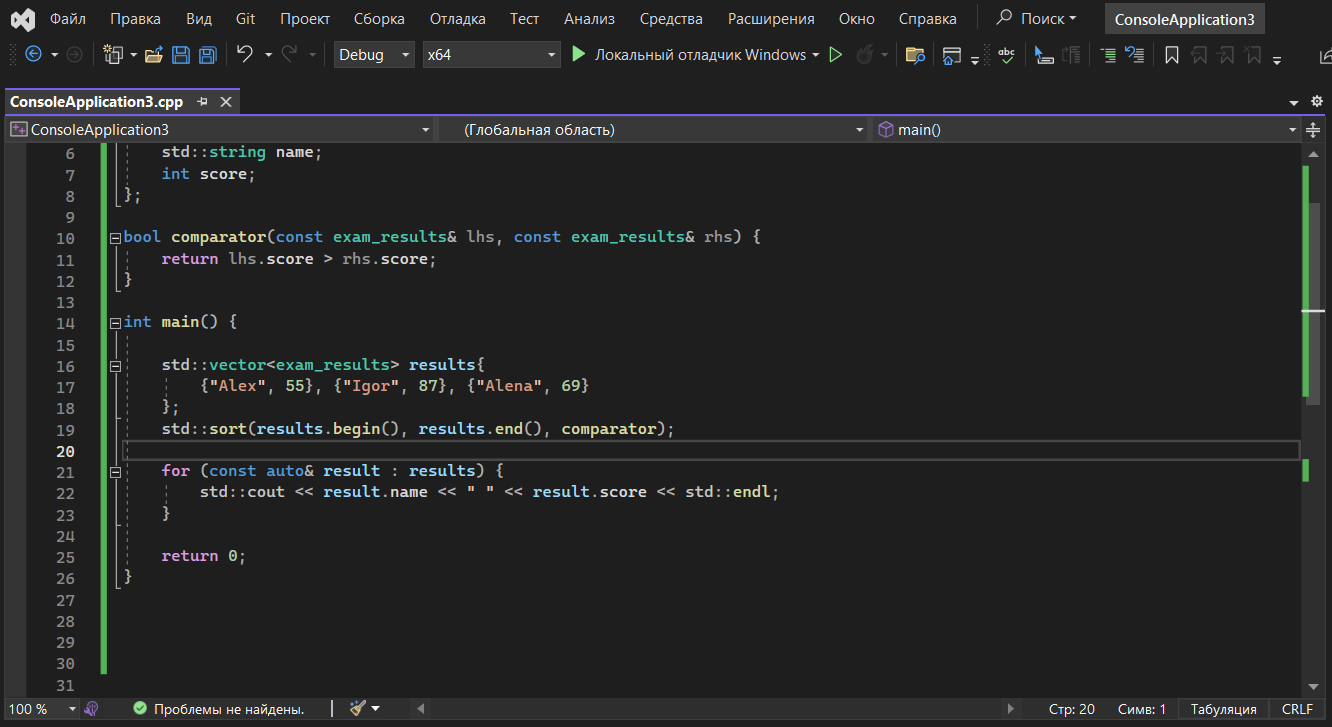 Файл Правка Вид Git Проект Сборка Отладка Тест Анализ Средства Расширения Окно Справка Поиск ConsoleApplication3
Debug x64 Локальный отладчик Windows abc
ConsoleApplication3.cpp
ConsoleApplication3 (Глобальная область) main()
6 std::string name;
7 int score;
8 };
9
10 bool comparator(const exam_results& lhs, const exam_results& rhs) {
11 return lhs.score > rhs.score;
12 }
13
14 int main() {
15
16 std::vector<exam_results> results{
17 {"Alex", 55}, {"Igor", 87}, {"Alena", 69}
18 };
19 std::sort(results.begin(), results.end(), comparator);
20
21 for (const auto& result : results) {
22 std::cout << result.name << " " << result.score << std::endl;
23 }
24
25 return 0;
26 }
27
28
29
30
31
100 % Проблемы не найдены. Стр: 20 Симв: 1 Табуляция CRLF